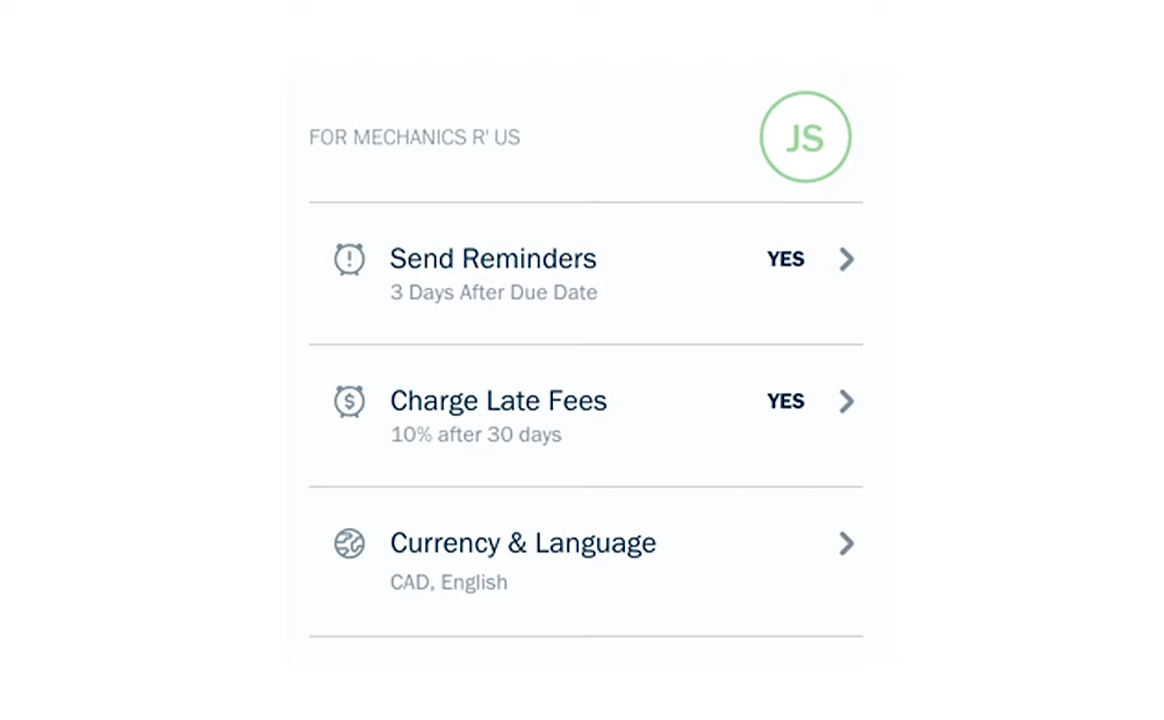 FOR MECHANICS R' US
JS
Send Reminders
YES
3 Days After Due Date
$
Charge Late Fees
YES
10% after 30 days
Currency & Language
CAD, English